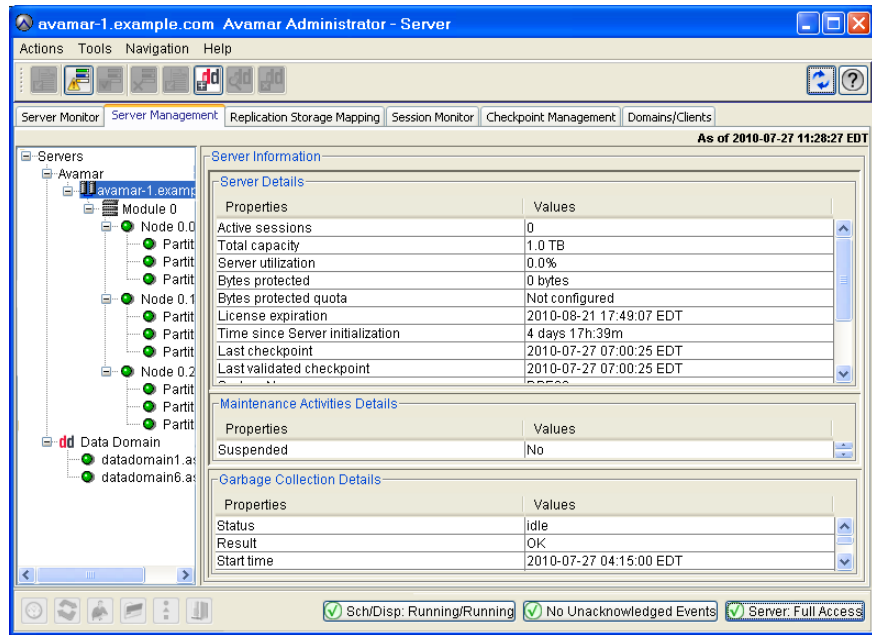 avamar-1.example.com Avamar Administrator - Server
Actions Tools Navigation Help
dd dd dd
Server Monitor Server Management Replication Storage Mapping Session Monitor Checkpoint Management Domains/Clients
As of 2010-07-27 11:28:27 EDT
Servers
Avamar
avamar-1.examp
Module 0
Node 0.0
Partit
Partit
Partit
Node 0.1
Partit
Partit
Partit
Node 0.2
Partit
Partit
Partit
dd Data Domain
datadomain1.as
datadomain6.as
Server Information
Server Details
Properties Values
Active sessions 0
Total capacity 1.0 TB
Server utilization 0.0%
Bytes protected 0 bytes
Bytes protected quota Not configured
License expiration 2010-08-21 17:49:07 EDT
Time since Server initialization 4 days 17h:39m
Last checkpoint 2010-07-27 07:00:25 EDT
Last validated checkpoint 2010-07-27 07:00:25 EDT
Maintenance Activities Details
Properties Values
Suspended No
Garbage Collection Details
Properties Values
Status idle
Result OK
Start time 2010-07-27 04:15:00 EDT
Sch/Disp: Running/Running No Unacknowledged Events Server: Full Access